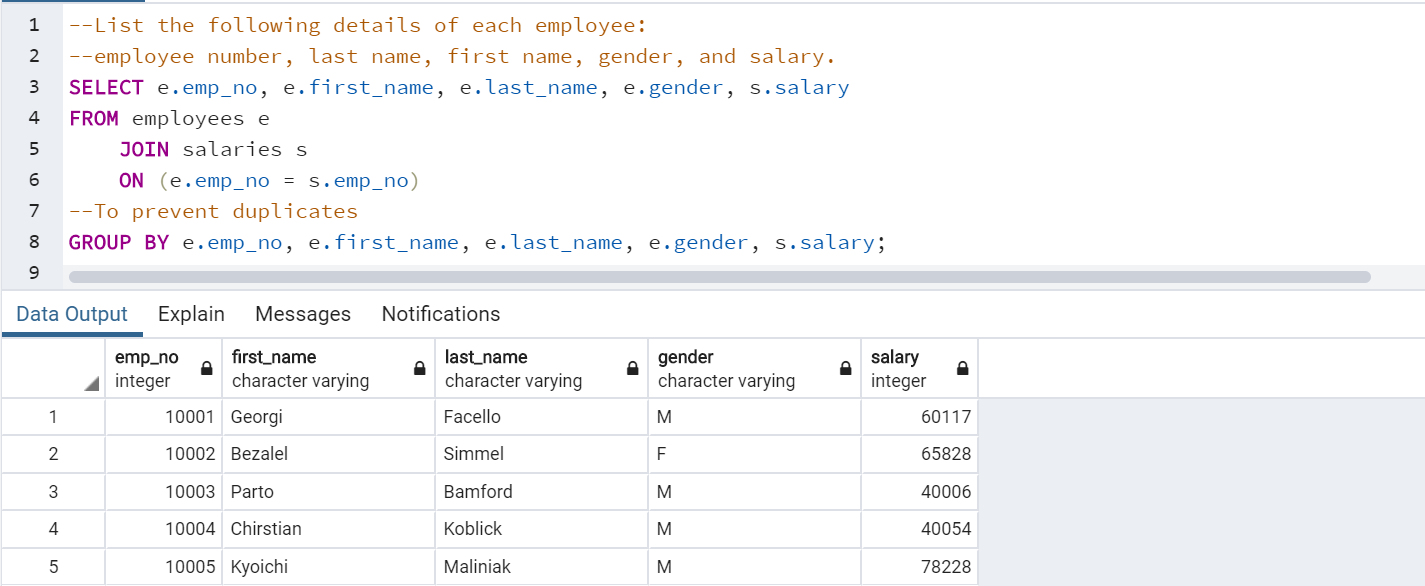 1 --List the following details of each employee:
2 --employee number, last name, first name, gender, and salary.
3 SELECT e.emp_no, e.first_name, e.last_name, e.gender, s.salary
4 FROM employees e
5 JOIN salaries s
6 ON (e.emp_no = s.emp_no)
7 --To prevent duplicates
8 GROUP BY e.emp_no, e.first_name, e.last_name, e.gender, s.salary;
9
Data Output Explain Messages Notifications
emp_no first_name last_name gender salary
integer character varying character varying character varying integer
1 10001 Georgi Facello M 60117
2 10002 Bezalel Simmel F 65828
3 10003 Parto Bamford M 40006
4 10004 Chirstian Koblick M 40054
5 10005 Kyoichi Maliniak M 78228